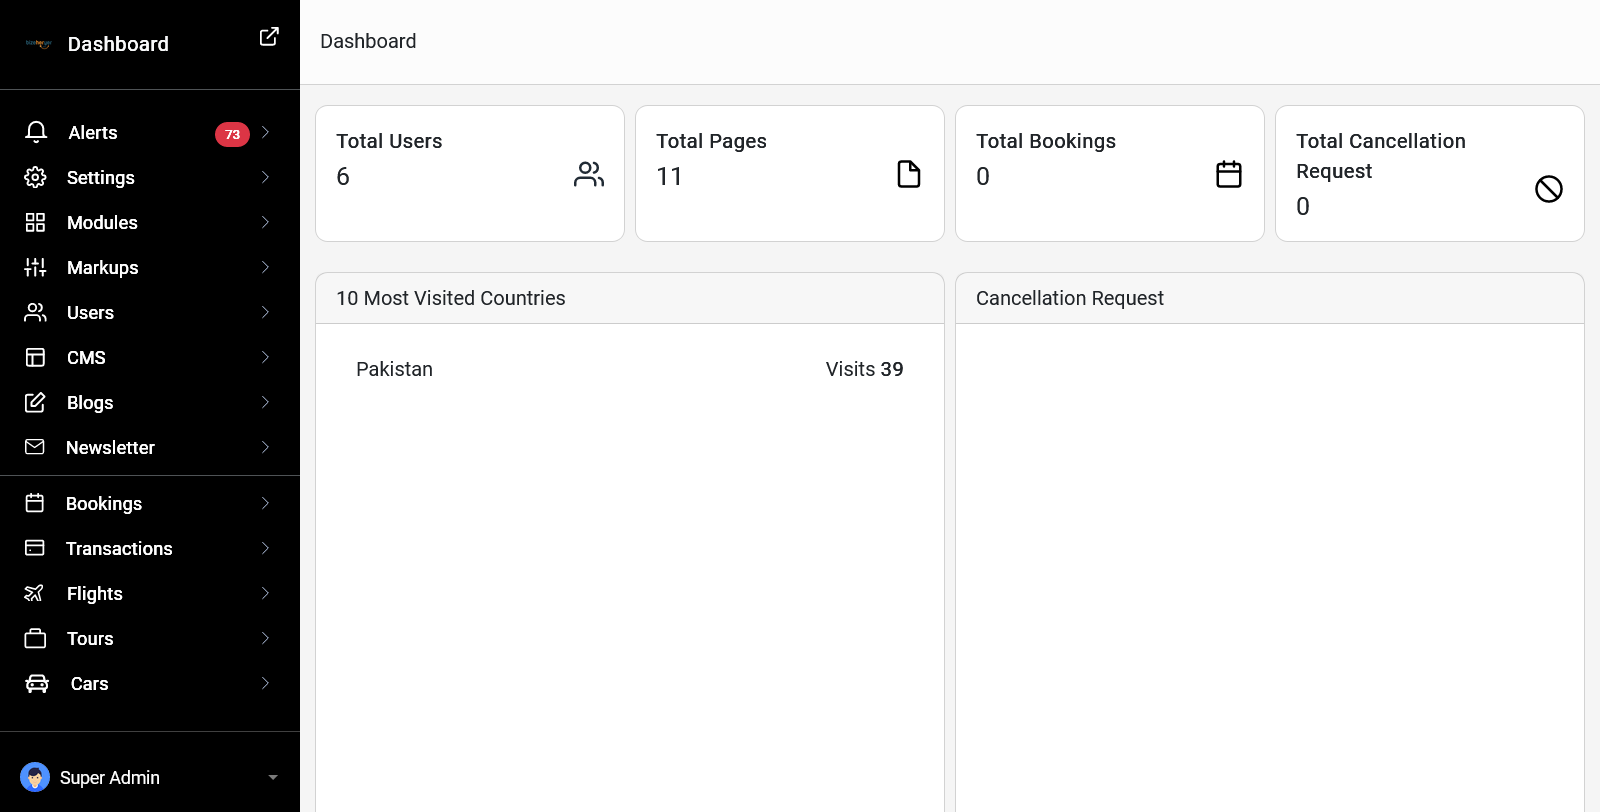 Dashboard
Alerts 73
Settings
Modules
Markups
Users
CMS
Blogs
Newsletter
Bookings
Transactions
Flights
Tours
Cars
Super Admin
Dashboard
Total Users
6
Total Pages
11
Total Bookings
0
Total Cancellation
Request
0
10 Most Visited Countries
Pakistan Visits 39
Cancellation Request